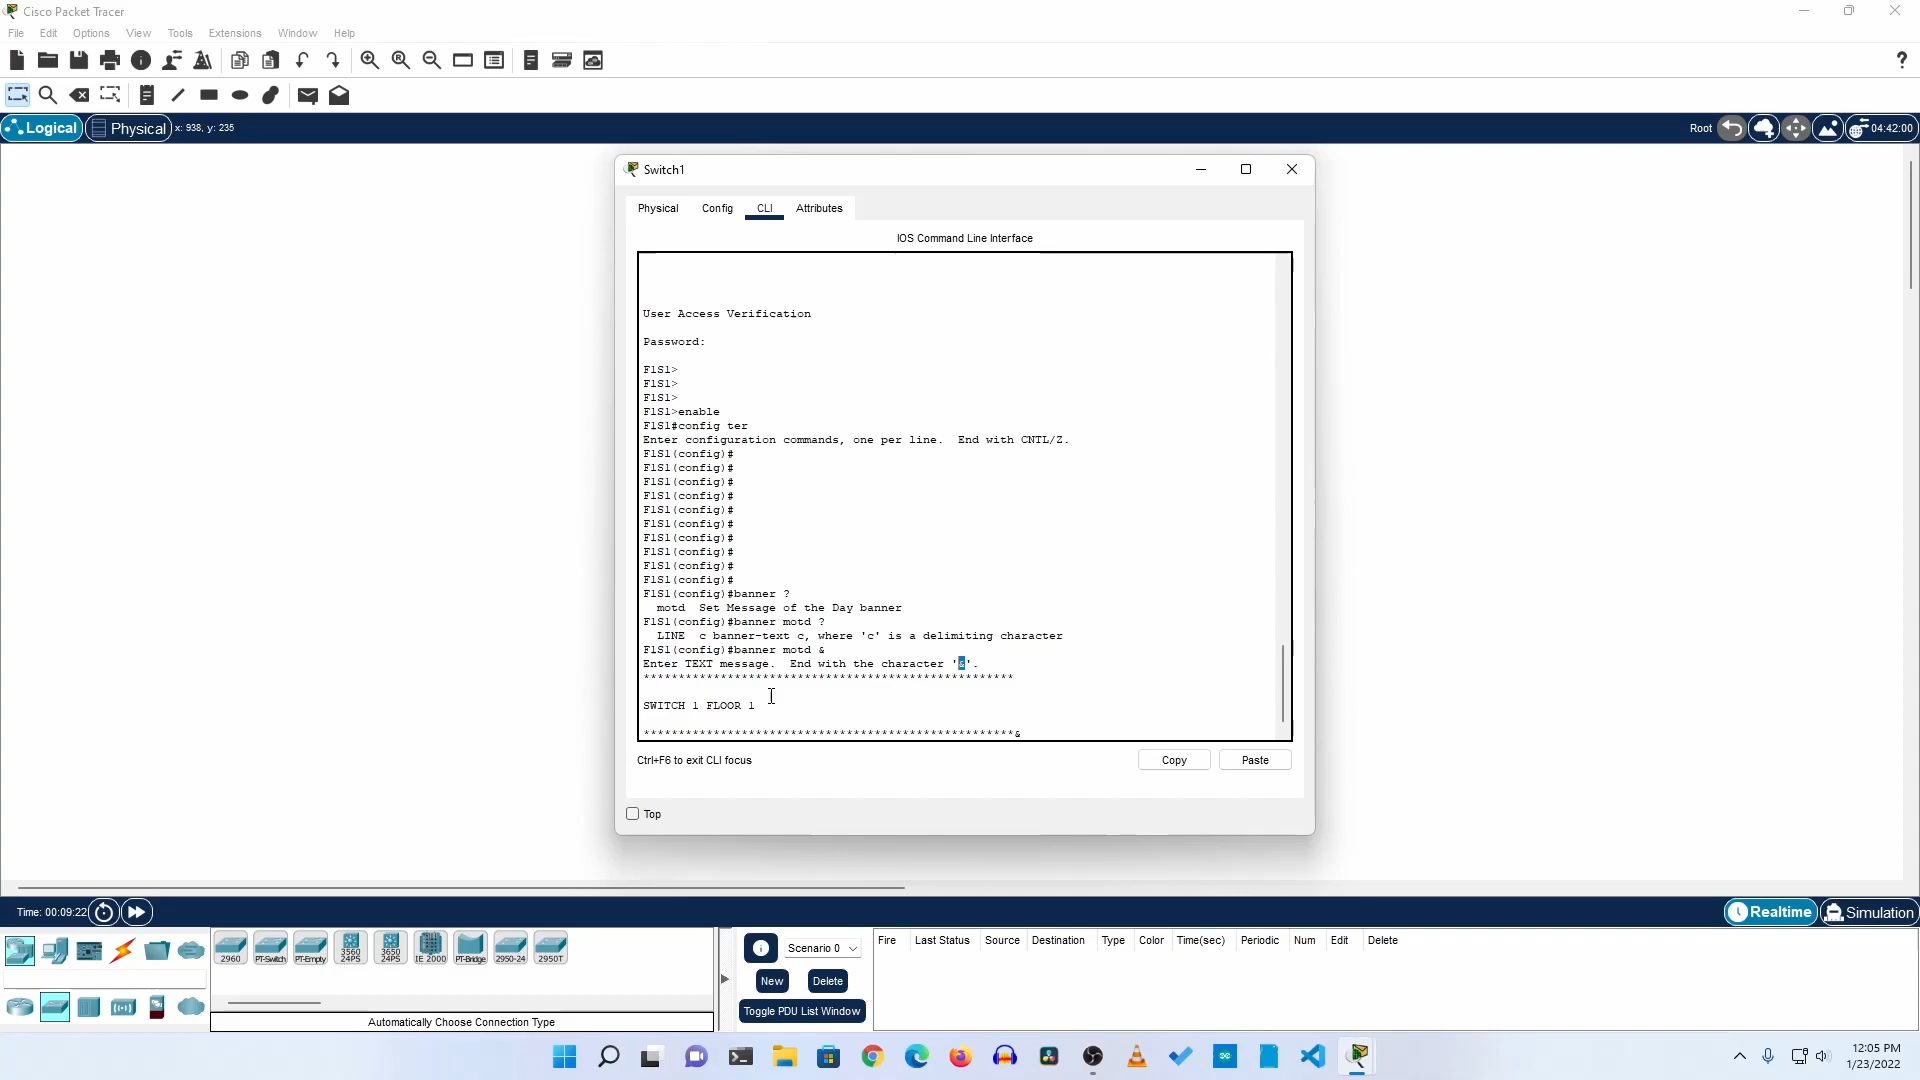 Cisco Packet Tracer
File Edit Options View Tools Extensions Window Help
Logical Physical x: 938, y: 235
Root 04:42:00
Switch1
Physical Config CLI Attributes
IOS Command Line Interface
User Access Verification
Password:
F1S1>
F1S1>
F1S1>
F1S1>enable
F1S1#config ter
Enter configuration commands, one per line. End with CNTL/Z.
F1S1(config)#
F1S1(config)#
F1S1(config)#
F1S1(config)#
F1S1(config)#
F1S1(config)#
F1S1(config)#
F1S1(config)#
F1S1(config)#
F1S1(config)#
F1S1(config)#banner ?
motd Set Message of the Day banner
F1S1(config)#banner motd ?
LINE c banner-text c, where 'c' is a delimiting character
F1S1(config)#banner motd &
Enter TEXT message. End with the character '&'.
*****************************************************
SWITCH 1 FLOOR 1
*****************************************************&
Ctrl+F6 to exit CLI focus
Copy Paste
Top
Time: 00:09:22
Realtime Simulation
2960 PT-Switch PT-Empty 3560 24PS 3650 24PS IE 2000 PT-Bridge 2950-24 2950T
Automatically Choose Connection Type
Scenario 0
New Delete
Toggle PDU List Window
Fire Last Status Source Destination Type Color Time(sec) Periodic Num Edit Delete
12:05 PM
1/23/2022